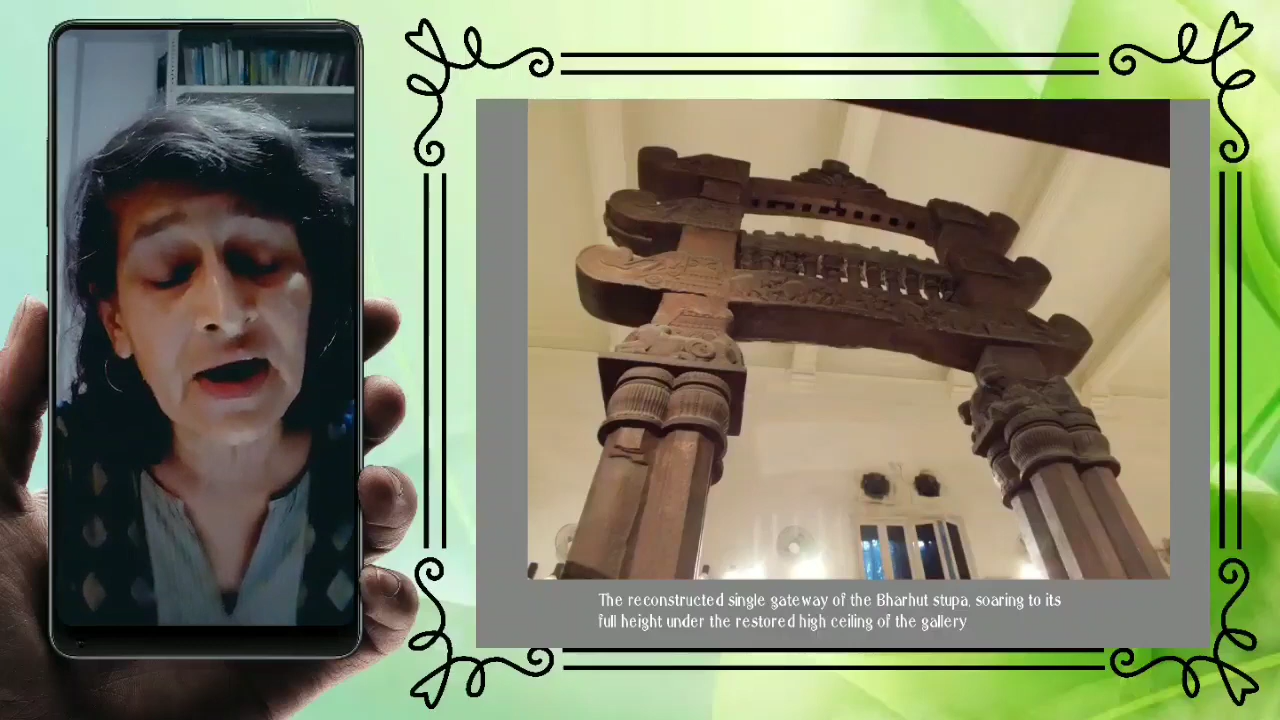 The reconstructed single gateway of the Bharhut stupa, soaring to its
full height under the restored high ceiling of the gallery